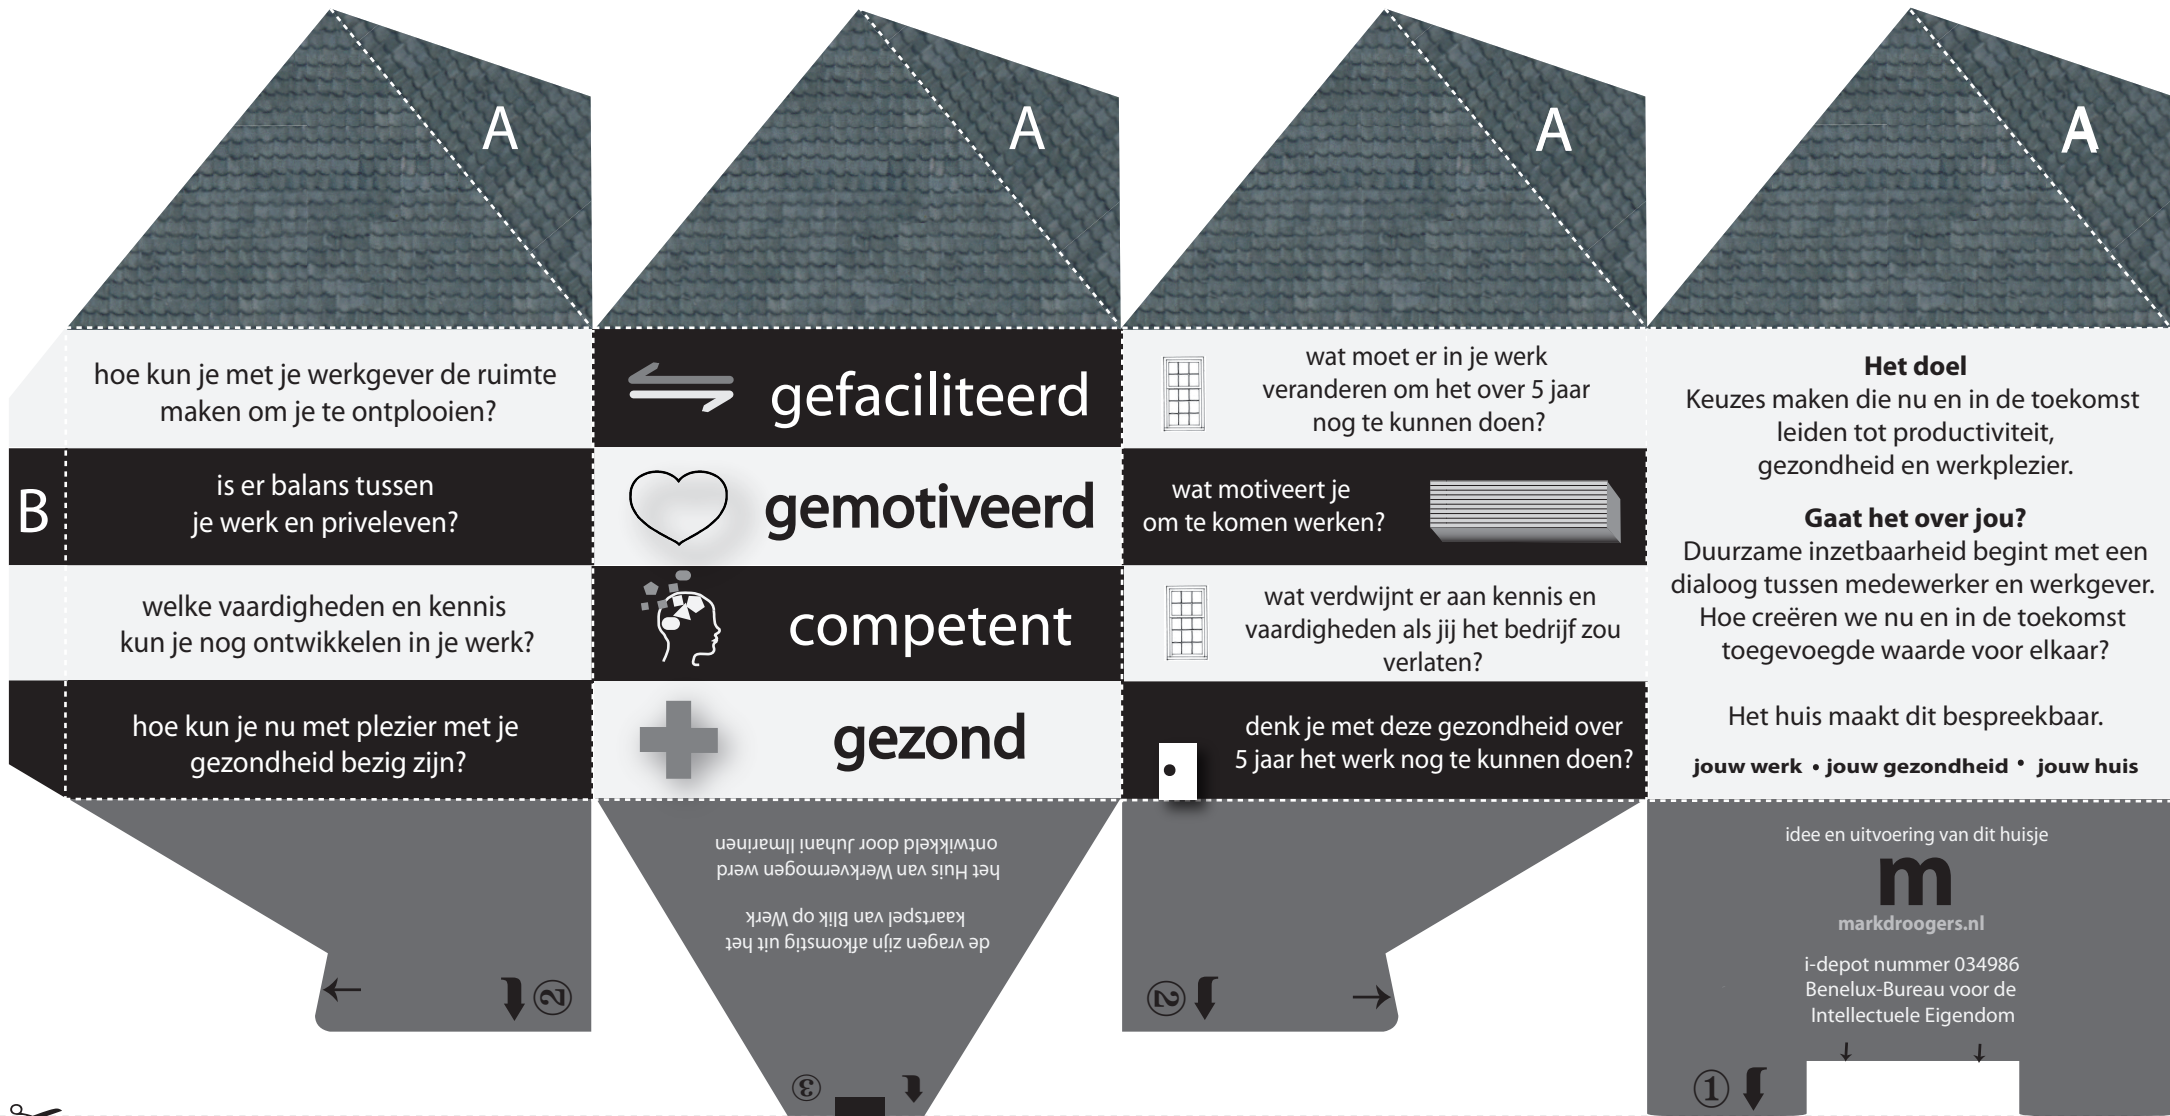 A
A
A
A
hoe kun je met je werkgever de ruimte
maken om je te ontplooien?
B
is er balans tussen
je werk en priveleven?
welke vaardigheden en kennis
kun je nog ontwikkelen in je werk?
hoe kun je nu met plezier met je
gezondheid bezig zijn?
gefaciliteerd
gemotiveerd
competent
gezond
wat moet er in je werk
veranderen om het over 5 jaar
nog te kunnen doen?
wat motiveert je
om te komen werken?
wat verdwijnt er aan kennis en
vaardigheden als jij het bedrijf zou
verlaten?
denk je met deze gezondheid over
5 jaar het werk nog te kunnen doen?
Het doel
Keuzes maken die nu en in de toekomst
leiden tot productiviteit,
gezondheid en werkplezier.
Gaat het over jou?
Duurzame inzetbaarheid begint met een
dialoog tussen medewerker en werkgever.
Hoe creëren we nu en in de toekomst
toegevoegde waarde voor elkaar?
Het huis maakt dit bespreekbaar.
jouw werk • jouw gezondheid • jouw huis
②
de vragen zijn afkomstig uit het
kaartspel van Blik op Werk
het Huis van Werkvermogen werd
ontwikkeld door Juhani Ilmarinen
③
②
idee en uitvoering van dit huisje
m
markdroogers.nl
i-depot nummer 034986
Benelux-Bureau voor de
Intellectuele Eigendom
①